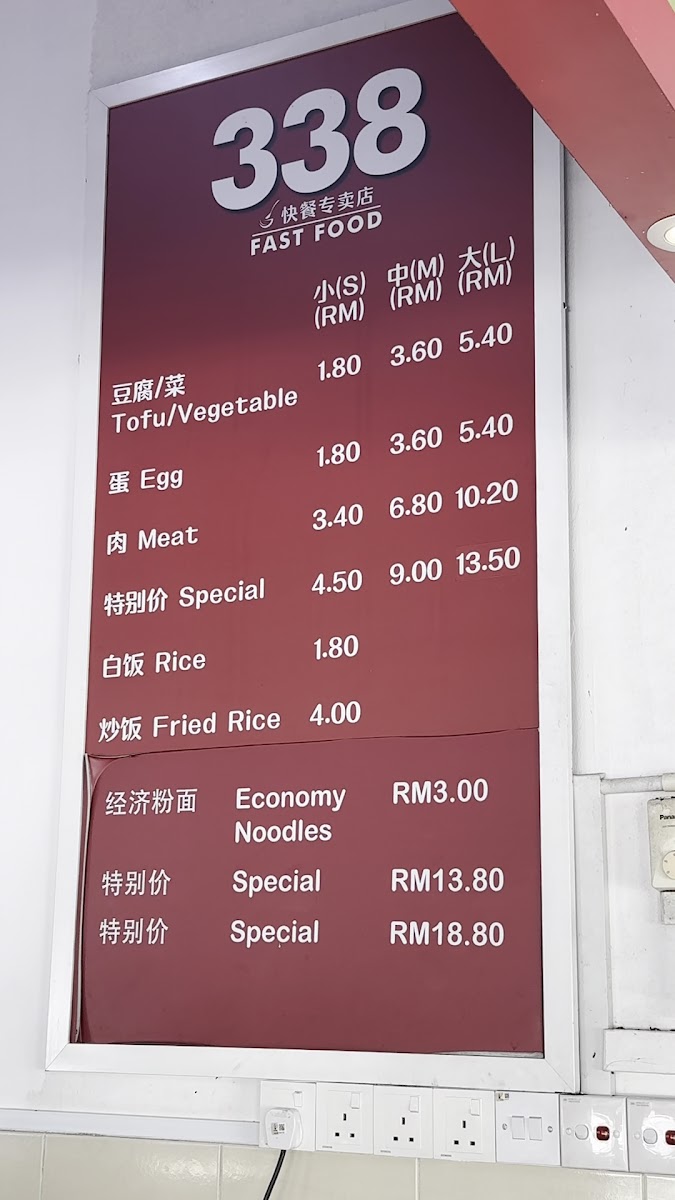 338
快餐专卖店
FAST FOOD
小(S) 中(M) 大(L)
(RM) (RM) (RM)
豆腐/菜 1.80 3.60 5.40
Tofu/Vegetable
蛋 Egg 1.80 3.60 5.40
肉 Meat 3.40 6.80 10.20
特别价 Special 4.50 9.00 13.50
白饭 Rice 1.80
炒饭 Fried Rice 4.00
经济粉面 Economy RM3.00
Noodles
特别价 Special RM13.80
特别价 Special RM18.80